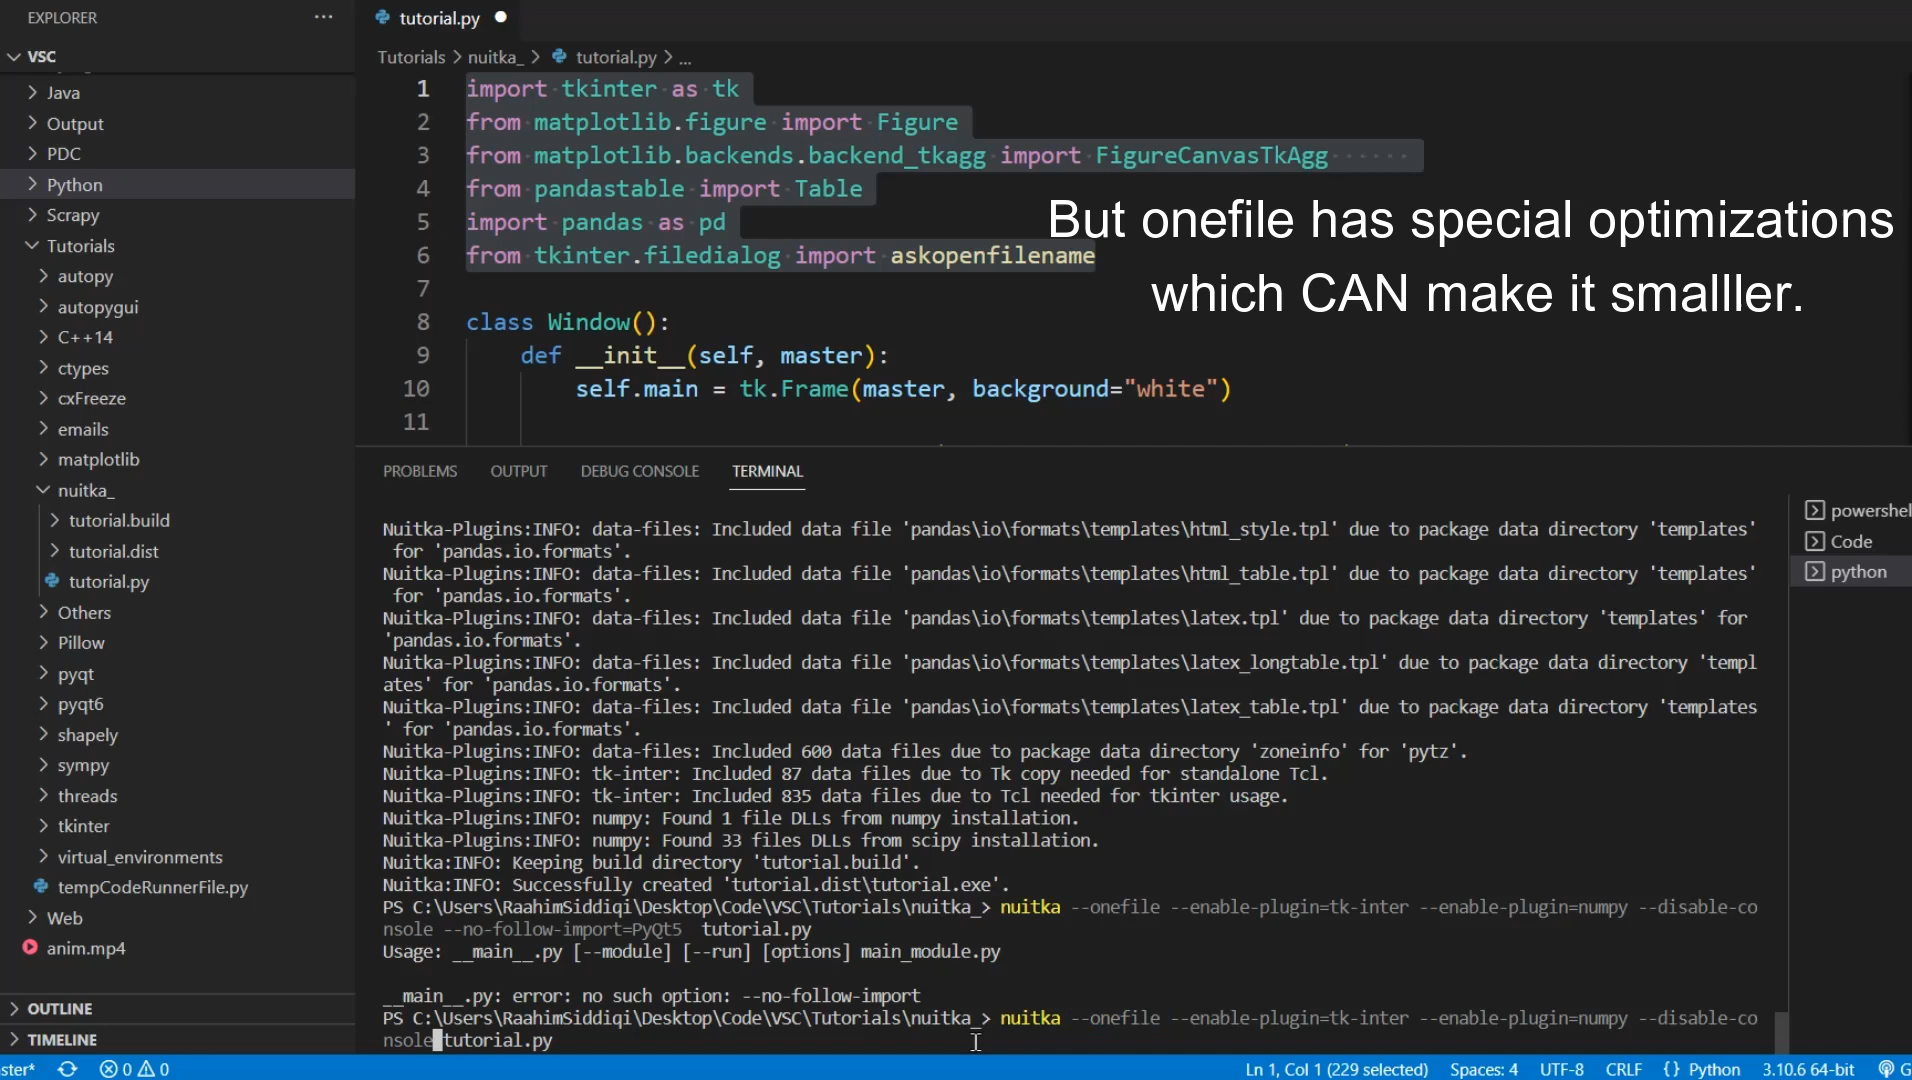 EXPLORER
VSC
Java
Output
PDC
Python
Scrapy
Tutorials
autopy
autopygui
C++14
ctypes
cxFreeze
emails
matplotlib
nuitka_
tutorial.build
tutorial.dist
tutorial.py
Others
Pillow
pyqt
pyqt6
shapely
sympy
threads
tkinter
virtual_environments
tempCodeRunnerFile.py
Web
anim.mp4
OUTLINE
TIMELINE
tutorial.py
Tutorials > nuitka_ > tutorial.py > ...
1 import tkinter as tk
2 from matplotlib.figure import Figure
3 from matplotlib.backends.backend_tkagg import FigureCanvasTkAgg
4 from pandastable import Table
5 import pandas as pd
6 from tkinter.filedialog import askopenfilename
7
8 class Window():
9 def __init__(self, master):
10 self.main = tk.Frame(master, background="white")
11
But onefile has special optimizations
which CAN make it smalller.
PROBLEMS OUTPUT DEBUG CONSOLE TERMINAL
Nuitka-Plugins:INFO: data-files: Included data file 'pandas\io\formats\templates\html_style.tpl' due to package data directory 'templates'
for 'pandas.io.formats'.
Nuitka-Plugins:INFO: data-files: Included data file 'pandas\io\formats\templates\html_table.tpl' due to package data directory 'templates'
for 'pandas.io.formats'.
Nuitka-Plugins:INFO: data-files: Included data file 'pandas\io\formats\templates\latex.tpl' due to package data directory 'templates' for
'pandas.io.formats'.
Nuitka-Plugins:INFO: data-files: Included data file 'pandas\io\formats\templates\latex_longtable.tpl' due to package data directory 'templ
ates' for 'pandas.io.formats'.
Nuitka-Plugins:INFO: data-files: Included data file 'pandas\io\formats\templates\latex_table.tpl' due to package data directory 'templates
' for 'pandas.io.formats'.
Nuitka-Plugins:INFO: data-files: Included 600 data files due to package data directory 'zoneinfo' for 'pytz'.
Nuitka-Plugins:INFO: tk-inter: Included 87 data files due to Tk copy needed for standalone Tcl.
Nuitka-Plugins:INFO: tk-inter: Included 835 data files due to Tcl needed for tkinter usage.
Nuitka-Plugins:INFO: numpy: Found 1 file DLLs from numpy installation.
Nuitka-Plugins:INFO: numpy: Found 33 files DLLs from scipy installation.
Nuitka:INFO: Keeping build directory 'tutorial.build'.
Nuitka:INFO: Successfully created 'tutorial.dist\tutorial.exe'.
PS C:\Users\RaahimSiddiqi\Desktop\Code\VSC\Tutorials\nuitka_> nuitka --onefile --enable-plugin=tk-inter --enable-plugin=numpy --disable-co
nsole --no-follow-import=PyQt5 tutorial.py
Usage: __main__.py [--module] [--run] [options] main_module.py
__main__.py: error: no such option: --no-follow-import
PS C:\Users\RaahimSiddiqi\Desktop\Code\VSC\Tutorials\nuitka_> nuitka --onefile --enable-plugin=tk-inter --enable-plugin=numpy --disable-co
nsole tutorial.py
powershel
Code
python
ster* 0 0 Ln 1, Col 1 (229 selected) Spaces: 4 UTF-8 CRLF {} Python 3.10.6 64-bit G